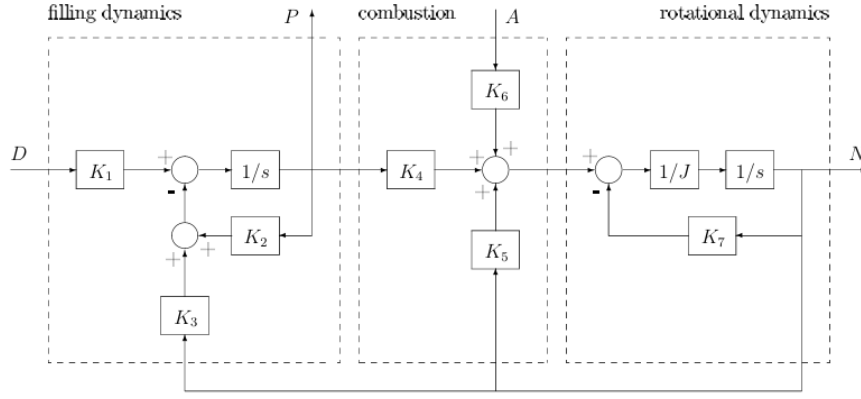 filling dynamics P combustion A rotational dynamics
K₆
D K₁ + - 1/s K₄ + + + + - 1/J 1/s N
+ + K₂ K₅ K₇
K₃